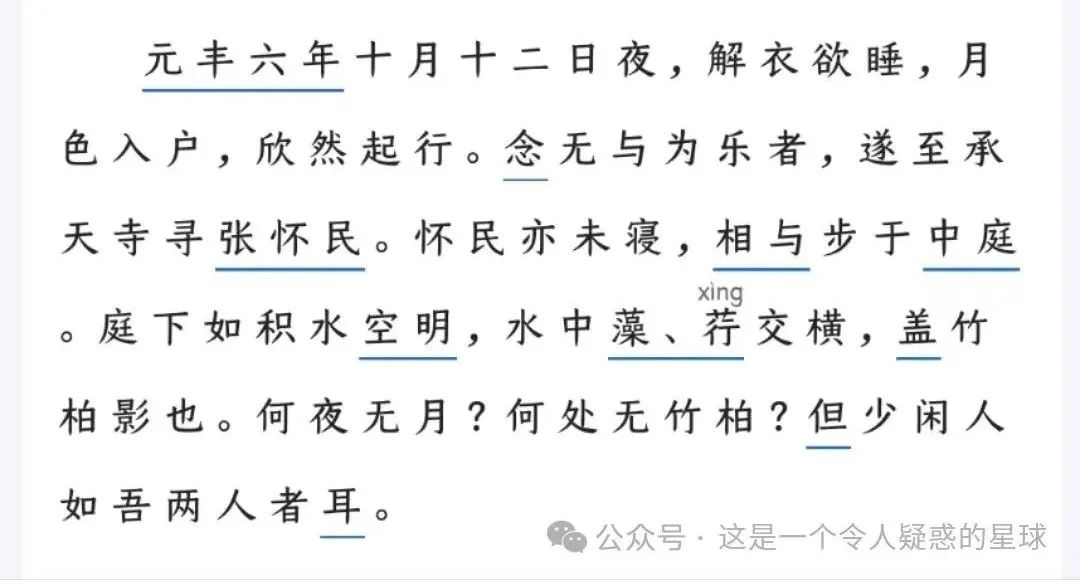 元丰六年十月十二日夜，解衣欲睡，月
色入户，欣然起行。念无与为乐者，遂至承
天寺寻张怀民。怀民亦未寝，相与步于中庭
xìng
。庭下如积水空明，水中藻、荇交横，盖竹
柏影也。何夜无月？何处无竹柏？但少闲人
如吾两人者耳。
公众号·这是一个令人疑惑的星球